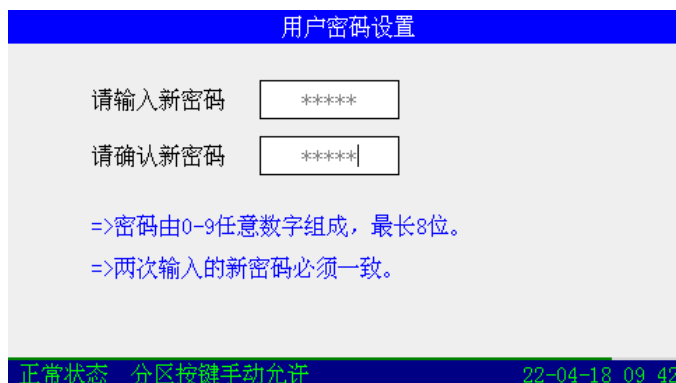 用户密码设置
请输入新密码 *****
请确认新密码 *****
=>密码由0-9任意数字组成，最长8位。
=>两次输入的新密码必须一致。
正常状态 分区按键手动允许 22-04-18 09 42